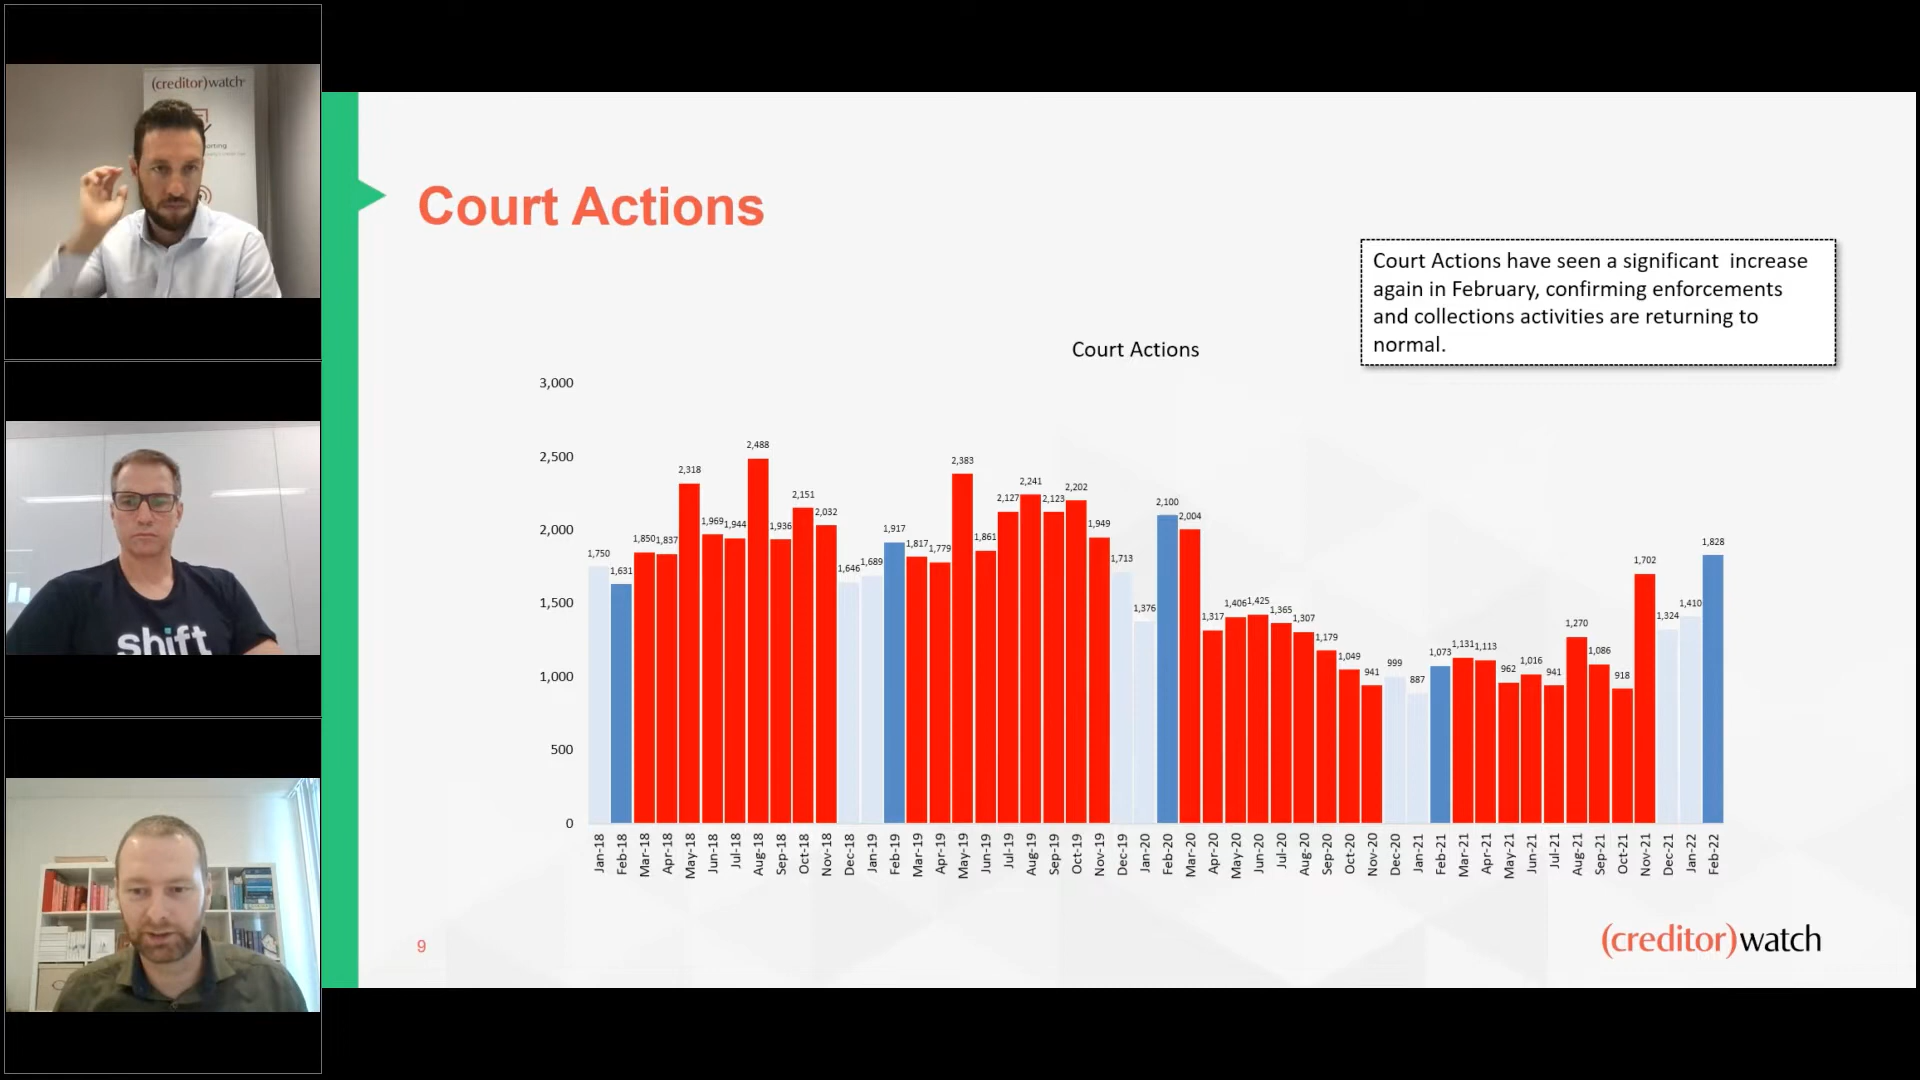 (creditor)watch
orting
shift
Court Actions
Court Actions have seen a significant increase
again in February, confirming enforcements
and collections activities are returning to
normal.
Court Actions
3,000
2,500
2,000
1,500
1,000
500
0
1,750
1,631
1,850
1,837
2,318
1,969
1,944
2,488
1,936
2,151
2,032
1,646
1,689
1,917
1,817
1,779
2,383
1,861
2,127
2,241
2,123
2,202
1,949
1,713
1,376
2,100
2,004
1,317
1,406
1,425
1,365
1,307
1,179
1,049
941
999
887
1,073
1,131
1,113
962
1,016
941
1,270
1,086
918
1,702
1,324
1,410
1,828
Jan-18
Feb-18
Mar-18
Apr-18
May-18
Jun-18
Jul-18
Aug-18
Sep-18
Oct-18
Nov-18
Dec-18
Jan-19
Feb-19
Mar-19
Apr-19
May-19
Jun-19
Jul-19
Aug-19
Sep-19
Oct-19
Nov-19
Dec-19
Jan-20
Feb-20
Mar-20
Apr-20
May-20
Jun-20
Jul-20
Aug-20
Sep-20
Oct-20
Nov-20
Dec-20
Jan-21
Feb-21
Mar-21
Apr-21
May-21
Jun-21
Jul-21
Aug-21
Sep-21
Oct-21
Nov-21
Dec-21
Jan-22
Feb-22
9
(creditor)watch